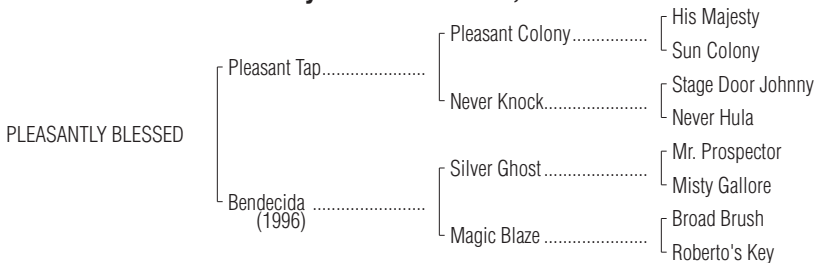 Pleasant Colony................
His Majesty
Sun Colony
Pleasant Tap......................
Never Knock......................
Stage Door Johnny
Never Hula
PLEASANTLY BLESSED
Silver Ghost......................
Mr. Prospector
Misty Gallore
Bendecida ........................
(1996)
Magic Blaze ......................
Broad Brush
Roberto's Key